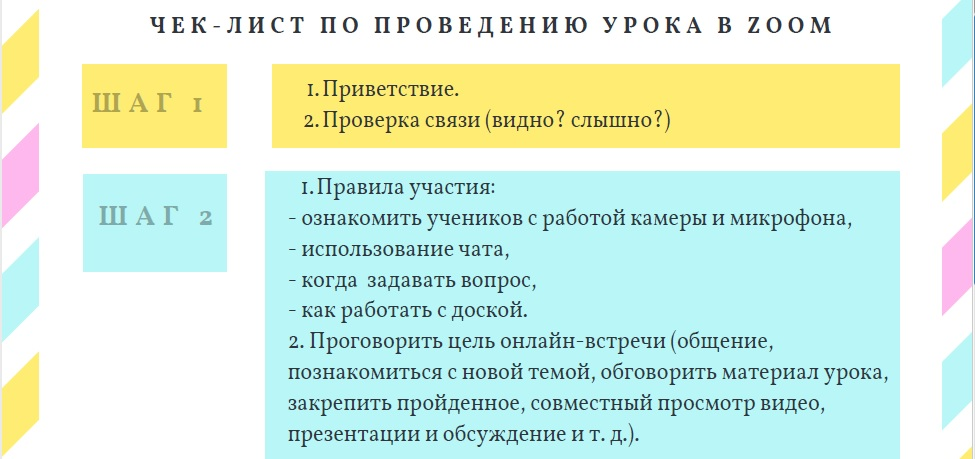 ЧЕК-ЛИСТ ПО ПРОВЕДЕНИЮ УРОКА В ZOOM
ШАГ 1
1.Приветствие.
2.Проверка связи (видно? слышно?)
ШАГ 2
1.Правила участия:
- ознакомить учеников с работой камеры и микрофона,
- использование чата,
- когда задавать вопрос,
- как работать с доской.
2. Проговорить цель онлайн-встречи (общение,
познакомиться с новой темой, обговорить материал урока,
закрепить пройденное, совместный просмотр видео,
презентации и обсуждение и т. д.).